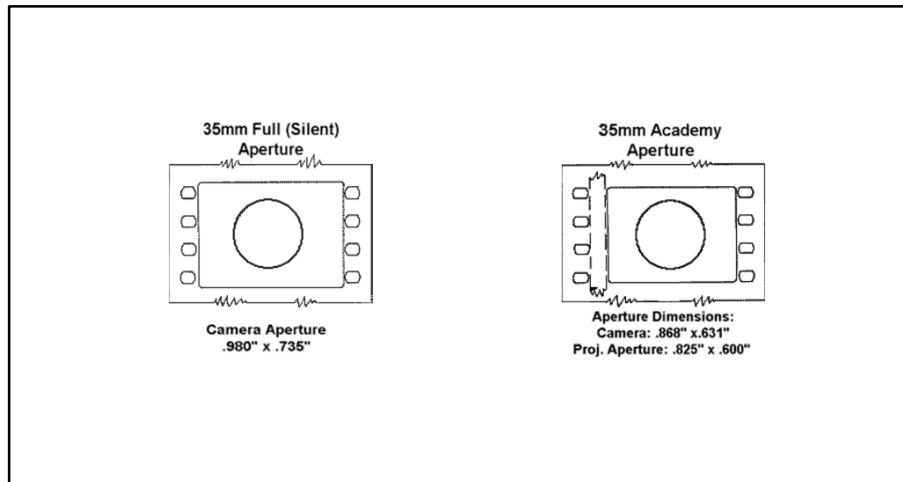 35mm Full (Silent)
Aperture
Camera Aperture
.980" x .735"
35mm Academy
Aperture
Aperture Dimensions:
Camera: .868" x.631"
Proj. Aperture: .825" x .600"